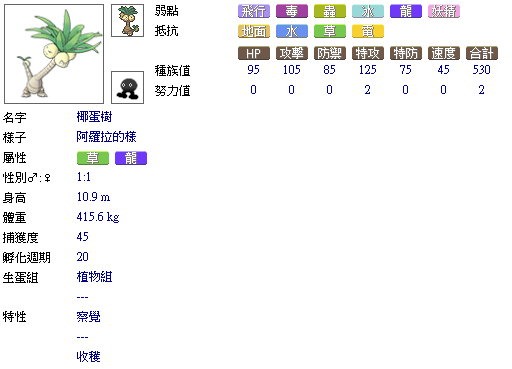 弱點 飛行 毒 蟲 冰 龍 妖精
抵抗 地面 水 草 電
HP 攻擊 防禦 特攻 特防 速度 合計
種族值 95 105 85 125 75 45 530
努力值 0 0 0 2 0 0 2
名字 椰蛋樹
樣子 阿羅拉的樣
屬性 草 龍
性別♂:♀ 1:1
身高 10.9 m
體重 415.6 kg
捕獲度 45
孵化週期 20
生蛋組 植物組
---
特性 察覺
---
收穫